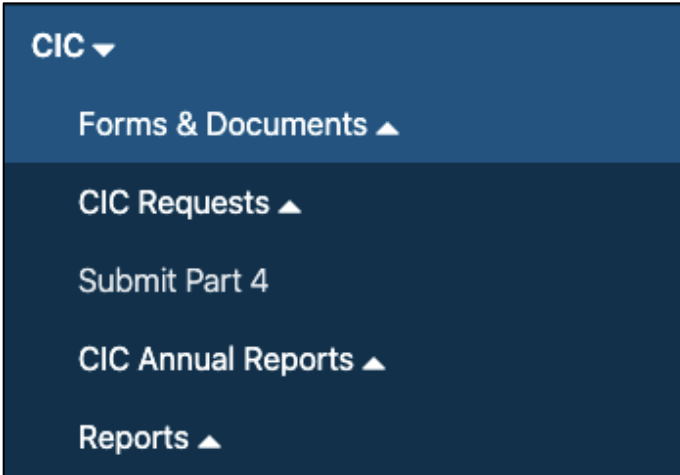 CIC
Forms & Documents
CIC Requests
Submit Part 4
CIC Annual Reports
Reports